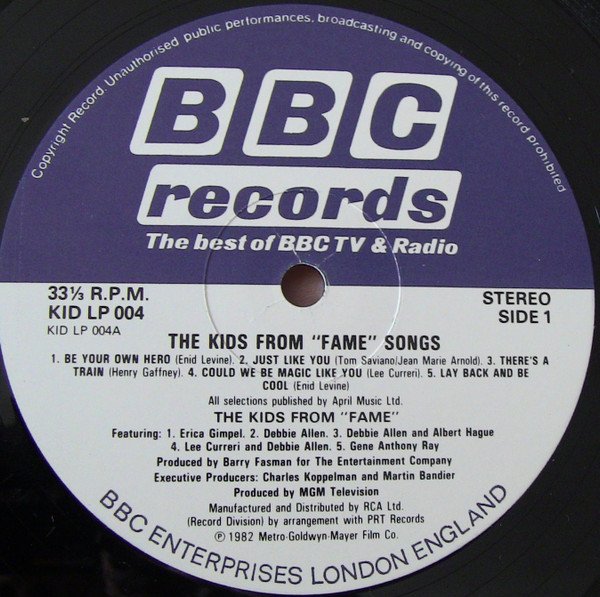 Copyright Record. Unauthorised public performances, broadcasting and copying of this record prohibited
BBC
records
The best of BBC TV & Radio
33⅓ R.P.M.
KID LP 004
KID LP 004A
STEREO
SIDE 1
THE KIDS FROM "FAME" SONGS
1. BE YOUR OWN HERO (Enid Levine). 2, JUST LIKE YOU (Tom Saviano/Jean Marie Arnold). 3. THERE'S A
TRAIN (Henry Gaffney). 4. COULD WE BE MAGIC LIKE YOU (Lee Curreri). 5. LAY BACK AND BE
COOL (Enid Levine)
All selections published by April Music Ltd.
THE KIDS FROM "FAME"
Featuring: 1. Erica Gimpel. 2. Debbie Allen. 3. Debbie Allen and Albert Hague
4. Lee Curreri and Debbie Allen. 5. Gene Anthony Ray
Produced by Barry Fasman for The Entertainment Company
Executive Producers: Charles Koppelman and Martin Bandier
Produced by MGM Television
Manufactured and Distributed by RCA Ltd.
(Record Division) by arrangement with PRT Records
℗ 1982 Metro-Goldwyn-Mayer Film Co.
BBC ENTERPRISES LONDON ENGLAND